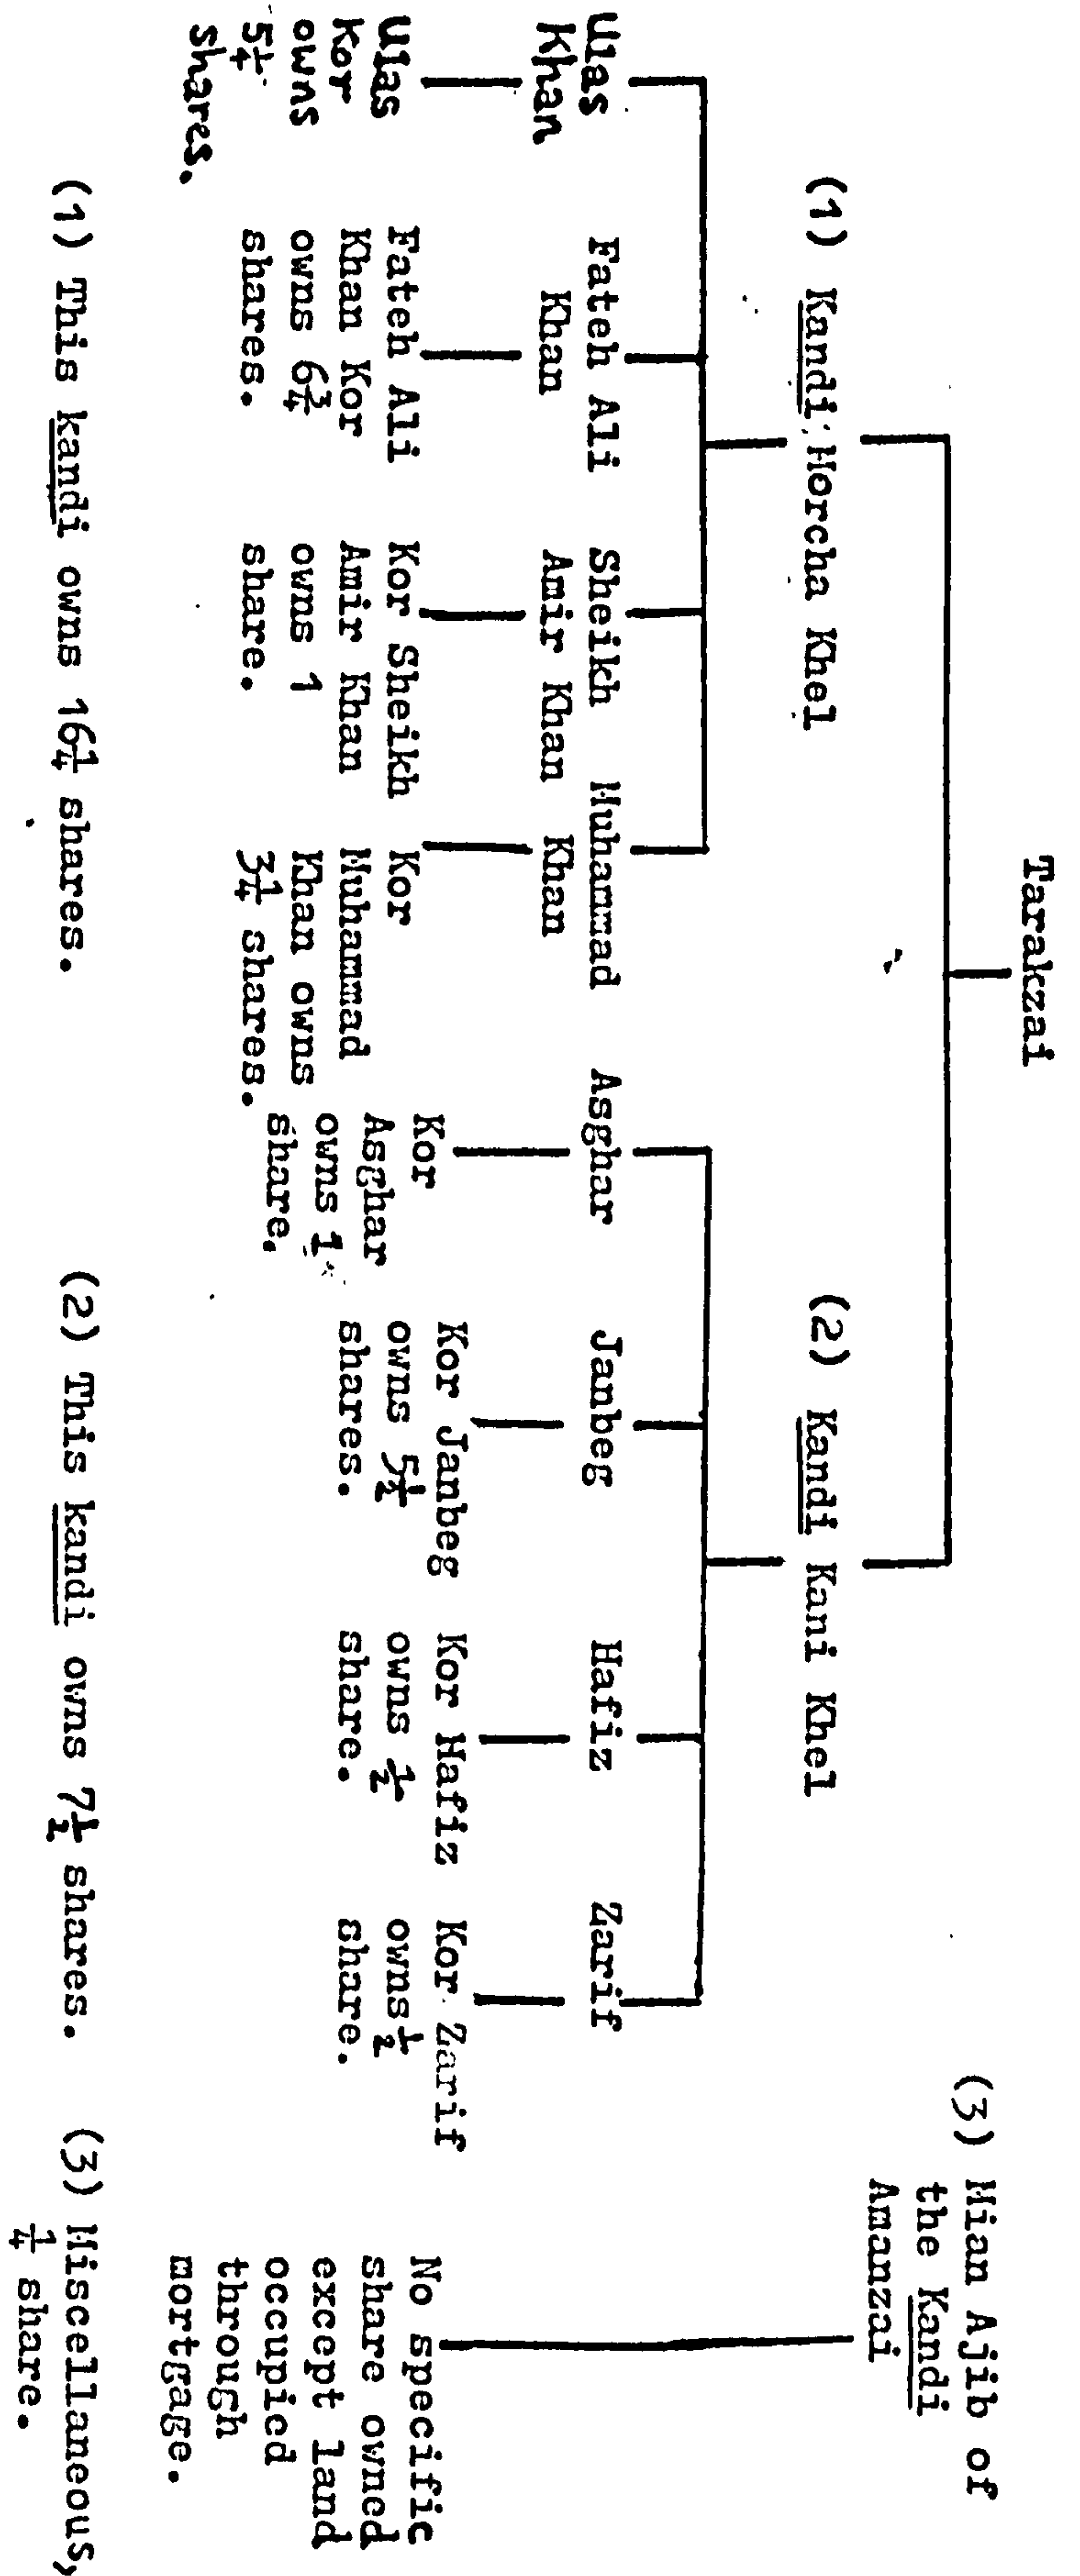 Tarakzai
(1) Kandi Morcha Khel
(2) Kandi Kani Khel
(3) Mian Ajib of
the Kandi
Amanzai
Ulas
Khan
Fateh Ali
Khan
Sheikh
Amir Khan
Muhammad
Khan
Asghar
Janbeg
Hafiz
Zarif
Ulas
Kor
owns
5¼
shares.
Fateh Ali
Khan Kor
owns 6¾
shares.
Kor Sheikh
Amir Khan
owns 1
share.
Kor
Muhammad
Khan owns
3¼ shares.
Kor
Asghar
owns 1
share.
Kor Janbeg
owns 5½
shares.
Kor Hafiz
owns ½
share.
Kor Zarif
owns ½
share.
No specific
share owned
except land
occupied
through
mortgage.
(1) This kandi owns 16¼ shares.
(2) This kandi owns 7½ shares.
(3) Miscellaneous,
¼ share.